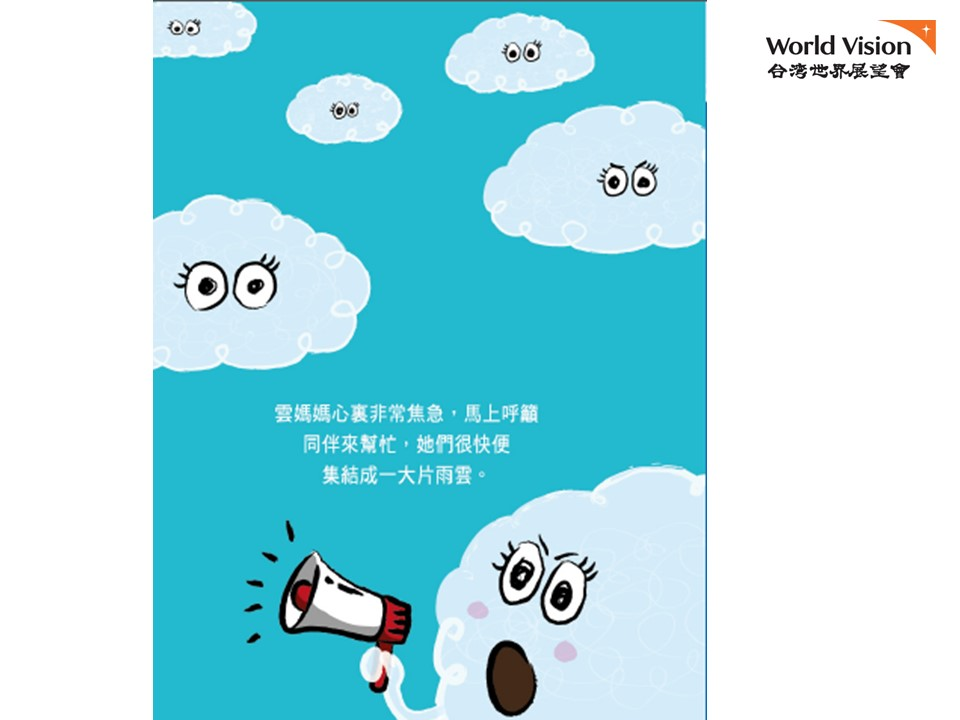 World Vision
台灣世界展望會
雲媽媽心裏非常焦急，馬上呼籲
同伴來幫忙，她們很快便
集結成一大片雨雲。